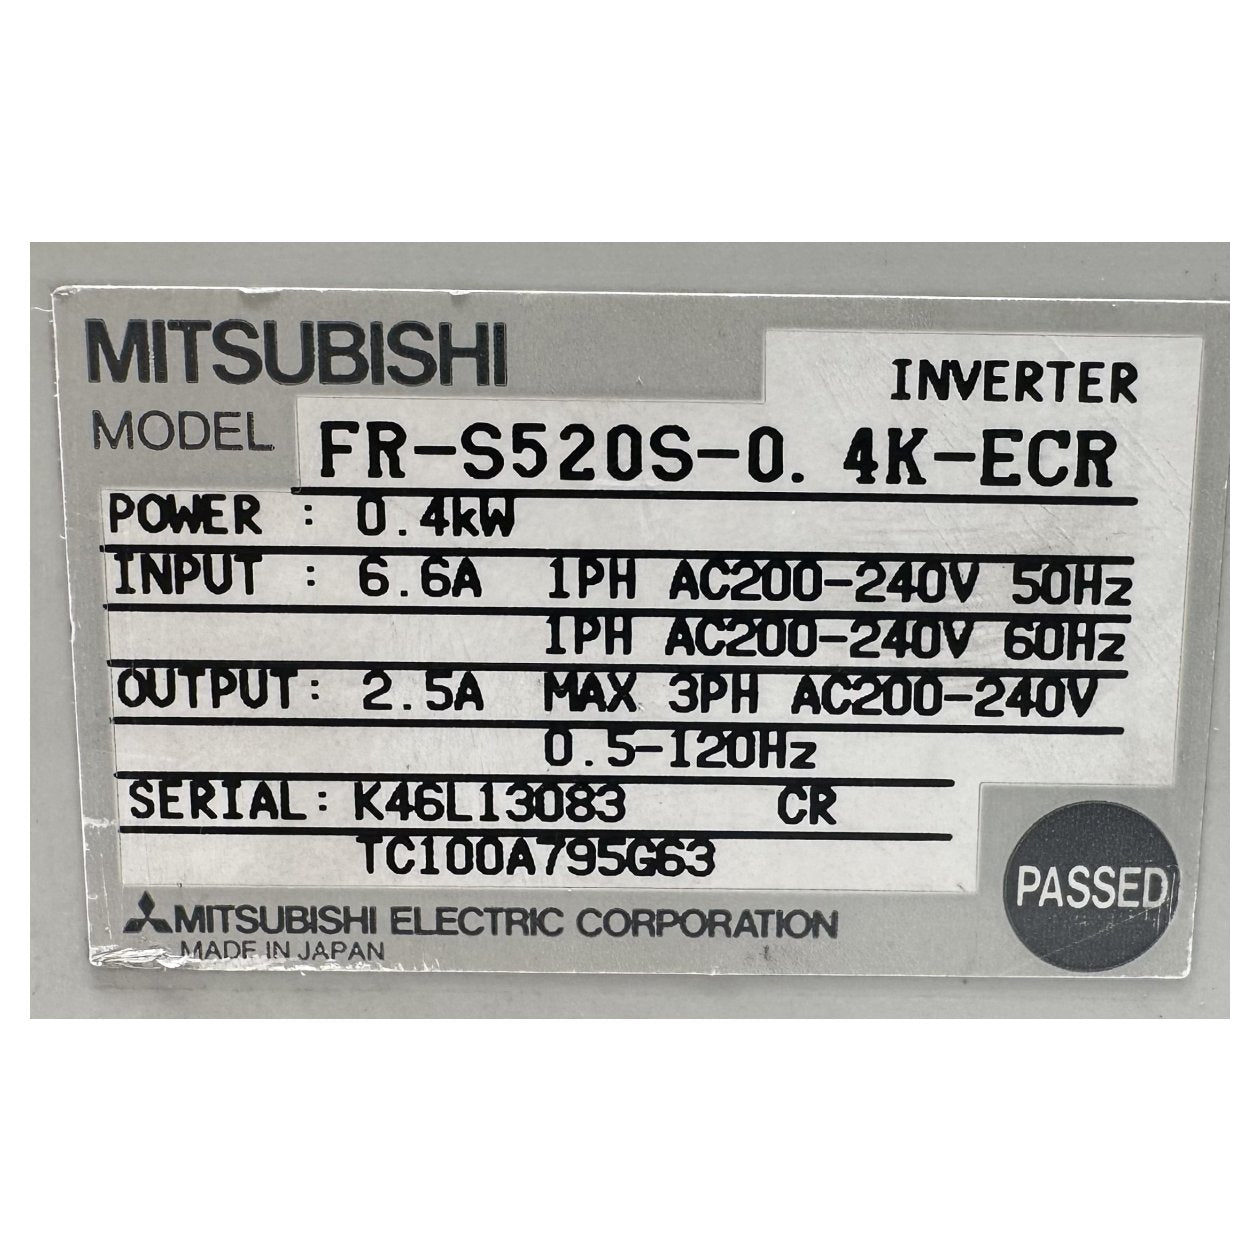 MITSUBISHI
INVERTER
MODEL FR-S520S-0.4K-ECR
POWER : 0.4kW
INPUT : 6.6A 1PH AC200-240V 50Hz
1PH AC200-240V 60Hz
OUTPUT: 2.5A MAX 3PH AC200-240V
0.5-120Hz
SERIAL: K46L13083 CR
TC100A795G63
PASSED
MITSUBISHI ELECTRIC CORPORATION
MADE IN JAPAN